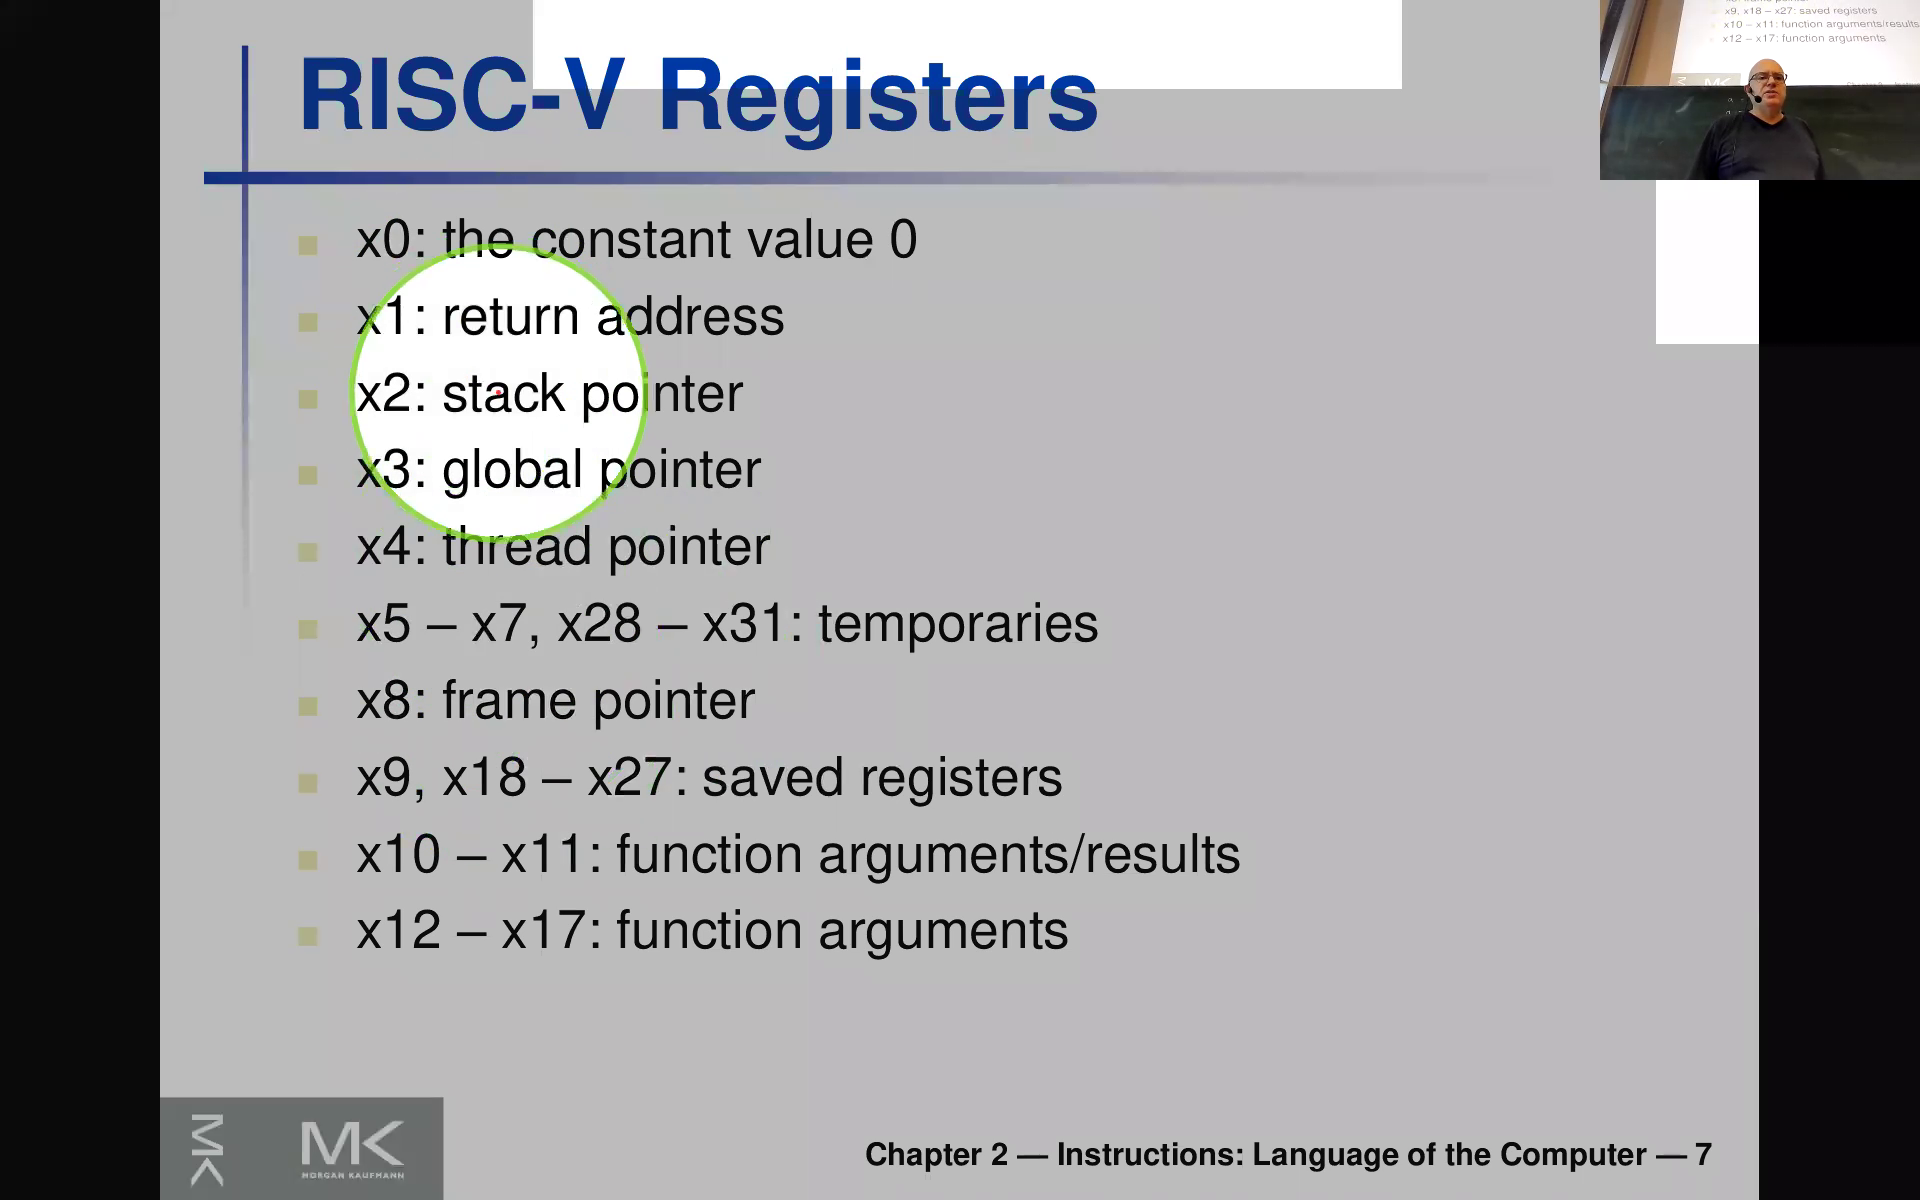 RISC-V Registers
x0: the constant value 0
x1: return address
x2: stack pointer
x3: global pointer
x4: thread pointer
x5 – x7, x28 – x31: temporaries
x8: frame pointer
x9, x18 – x27: saved registers
x10 – x11: function arguments/results
x12 – x17: function arguments
x9, x18 – x27: saved registers
x10 – x11: function arguments/results
x12 – x17: function arguments
MK
MK
MORGAN KAUFMANN
Chapter 2 — Instructions: Language of the Computer — 7